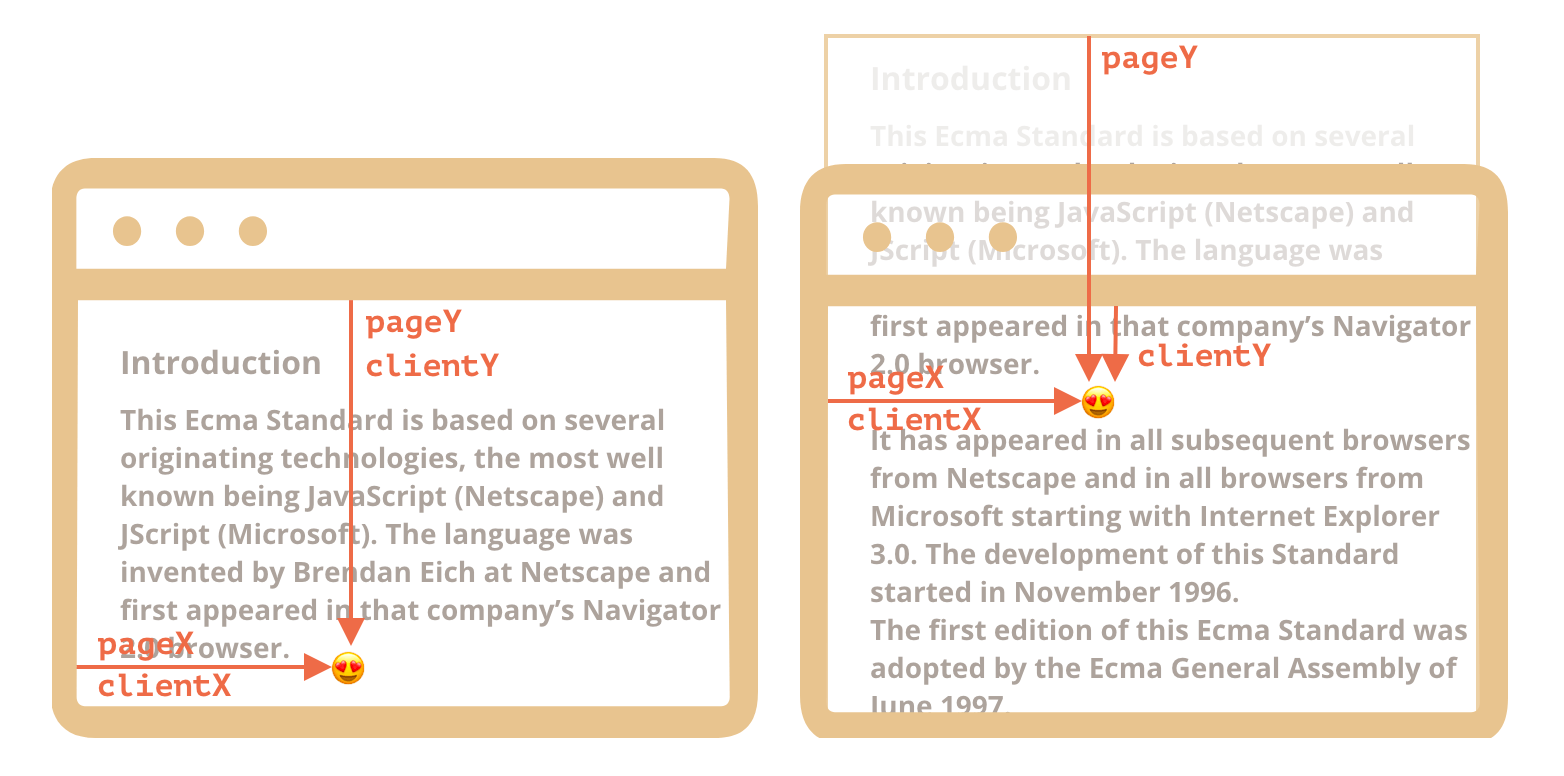 pageY
clientY
Introduction
This Ecma Standard is based on several
originating technologies, the most well
known being JavaScript (Netscape) and
JScript (Microsoft). The language was
invented by Brendan Eich at Netscape and
first appeared in that company’s Navigator
2.0 browser.
pageX
clientX
pageY
Introduction
This Ecma Standard is based on several
known being JavaScript (Netscape) and
JScript (Microsoft). The language was
first appeared in that company’s Navigator
2.0 browser.
clientY
pageX
clientX
It has appeared in all subsequent browsers
from Netscape and in all browsers from
Microsoft starting with Internet Explorer
3.0. The development of this Standard
started in November 1996.
The first edition of this Ecma Standard was
adopted by the Ecma General Assembly of
June 1997.